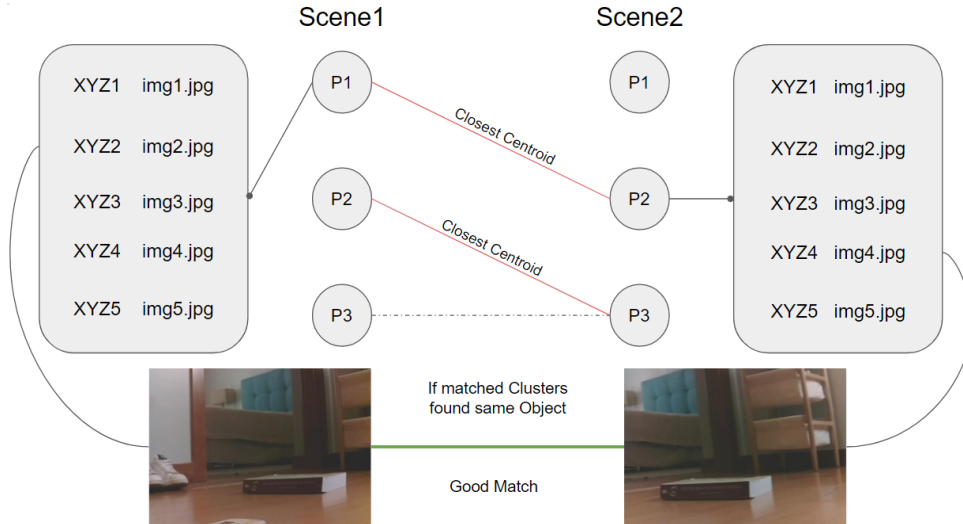 Scene1
Scene2
XYZ1 img1.jpg
XYZ2 img2.jpg
XYZ3 img3.jpg
XYZ4 img4.jpg
XYZ5 img5.jpg
P1
P2
P3
Closest Centroid
Closest Centroid
P1
P2
P3
XYZ1 img1.jpg
XYZ2 img2.jpg
XYZ3 img3.jpg
XYZ4 img4.jpg
XYZ5 img5.jpg
If matched Clusters
found same Object
Good Match